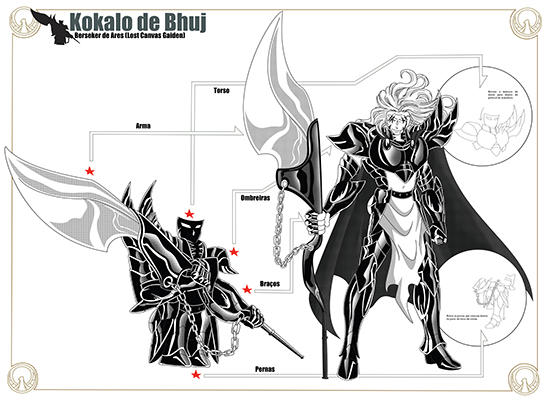 Kokalo de Bhuj
Berseker de Ares (Lost Canvas Gaiden)
Torso
Arma
Ombreiras
Braços
Pernas